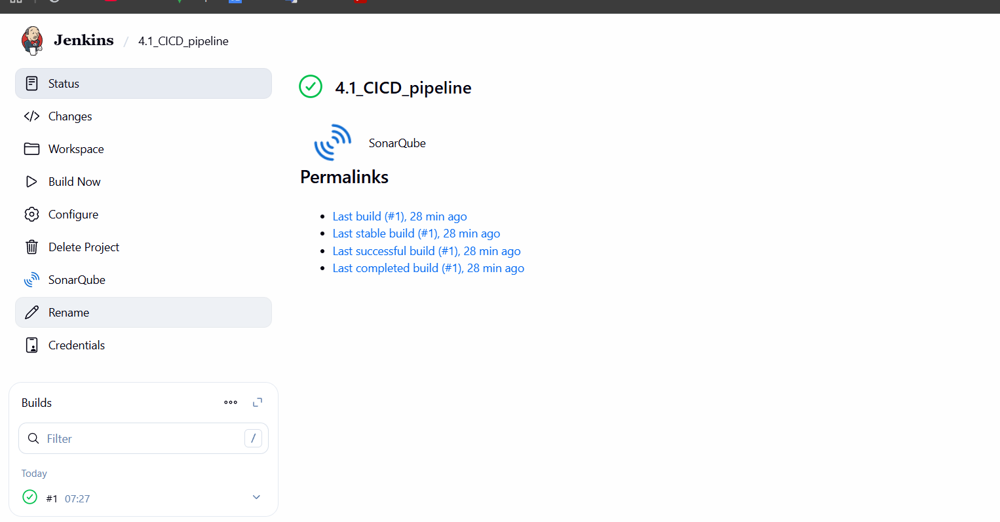 Jenkins / 4.1_CICD_pipeline
Status
Changes
Workspace
Build Now
Configure
Delete Project
SonarQube
Rename
Credentials
Builds
Filter /
Today
#1 07:27
4.1_CICD_pipeline
SonarQube
Permalinks
Last build (#1), 28 min ago
Last stable build (#1), 28 min ago
Last successful build (#1), 28 min ago
Last completed build (#1), 28 min ago